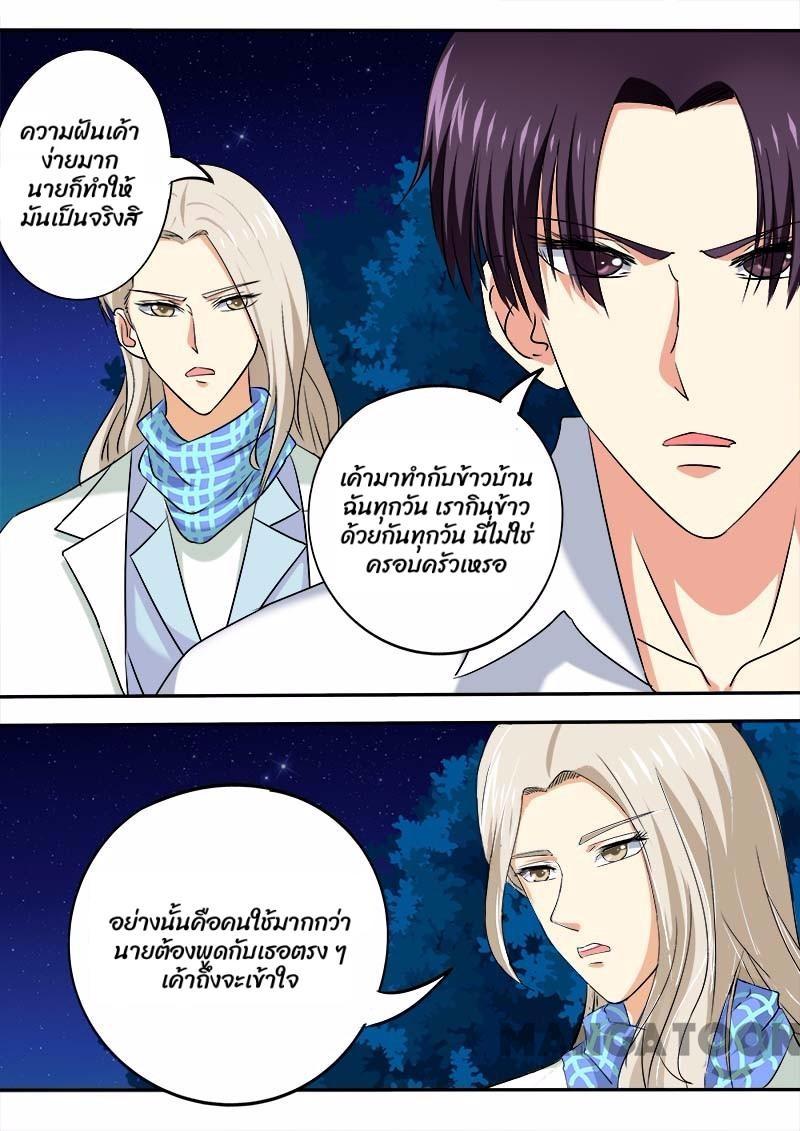 ความฝันเค้า
ง่ายมาก
นายก็ทำให้
มันเป็นจริงสิ
เค้ามาทำกับข้าวบ้าน
ฉันทุกวัน เรากินข้าว
ด้วยกันทุกวัน นี่ไม่ใช่
ครอบครัวเหรอ
อย่างนั้นคือคนใช้มากกว่า
นายต้องพูดกับเธอตรง ๆ
เค้าถึงจะเข้าใจ
MANGATOON